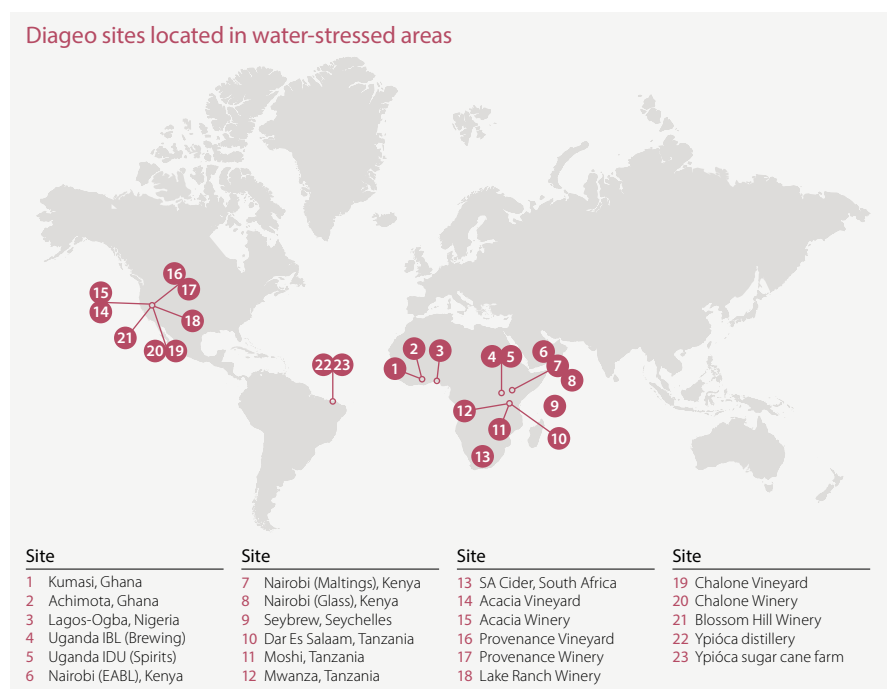 Diageo sites located in water-stressed areas
16
17
15
14
18
21
20 19
22 23
1
2
3
4 5
6
7
8
9
12
11
10
13
Site
1 Kumasi, Ghana
2 Achimota, Ghana
3 Lagos-Ogba, Nigeria
4 Uganda IBL (Brewing)
5 Uganda IDU (Spirits)
6 Nairobi (EABL), Kenya
Site
7 Nairobi (Maltings), Kenya
8 Nairobi (Glass), Kenya
9 Seybrew, Seychelles
10 Dar Es Salaam, Tanzania
11 Moshi, Tanzania
12 Mwanza, Tanzania
Site
13 SA Cider, South Africa
14 Acacia Vineyard
15 Acacia Winery
16 Provenance Vineyard
17 Provenance Winery
18 Lake Ranch Winery
Site
19 Chalone Vineyard
20 Chalone Winery
21 Blossom Hill Winery
22 Ypióca distillery
23 Ypióca sugar cane farm